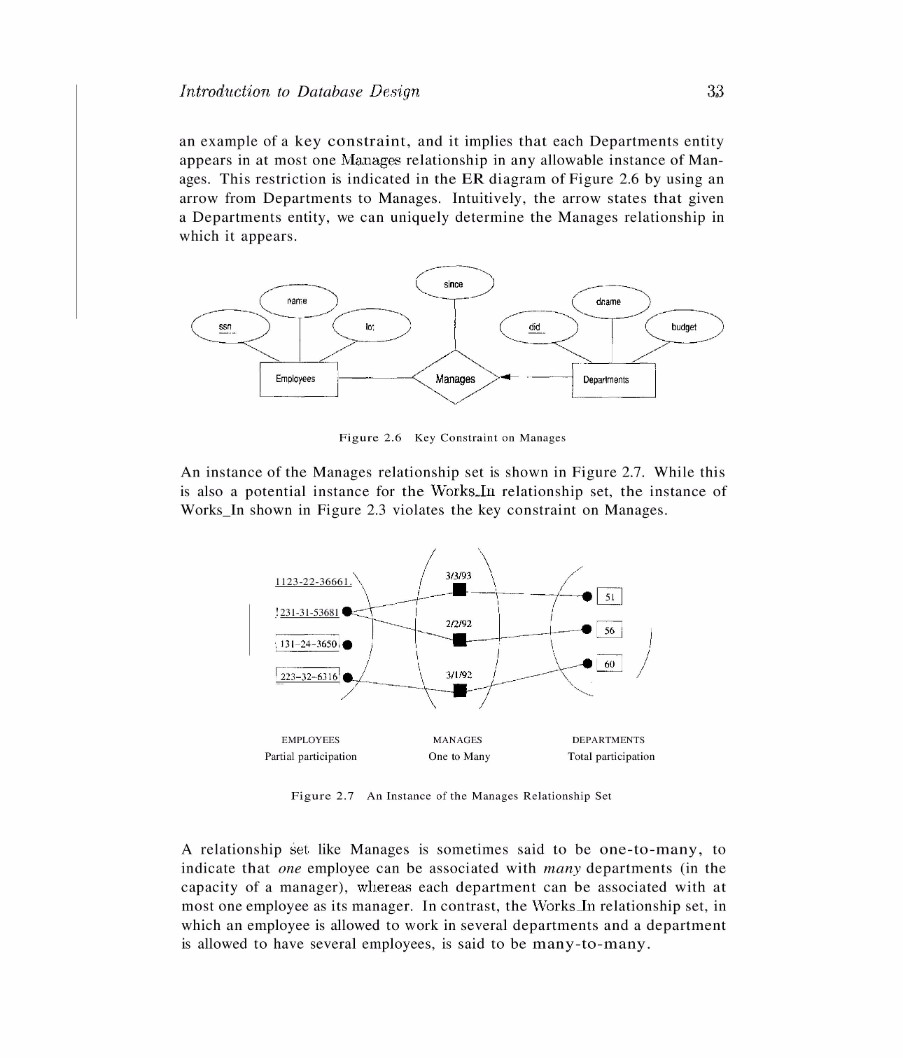 Introduction to Database Design 33
an example of a key constraint, and it implies that each Departments entity
appears in at most one Manages relationship in any allowable instance of Man-
ages. This restriction is indicated in the ER diagram of Figure 2.6 by using an
arrow from Departments to Manages. Intuitively, the arrow states that given
a Departments entity, we can uniquely determine the Manages relationship in
which it appears.
since
name
dname
ssn
lot
did
budget
Employees
Manages
Departments
Figure 2.6 Key Constraint on Manages
An instance of the Manages relationship set is shown in Figure 2.7. While this
is also a potential instance for the Works_In relationship set, the instance of
Works_In shown in Figure 2.3 violates the key constraint on Manages.
1123-22-36661.
3/3/93
51
!231-31-53681
2/2/92
56
131-24-3650
60
223-32-6316
3/1/92
EMPLOYEES MANAGES DEPARTMENTS
Partial participation One to Many Total participation
Figure 2.7 An Instance of the Manages Relationship Set
A relationship set like Manages is sometimes said to be one-to-many, to
indicate that one employee can be associated with many departments (in the
capacity of a manager), whereas each department can be associated with at
most one employee as its manager. In contrast, the Works_In relationship set, in
which an employee is allowed to work in several departments and a department
is allowed to have several employees, is said to be many-to-many.